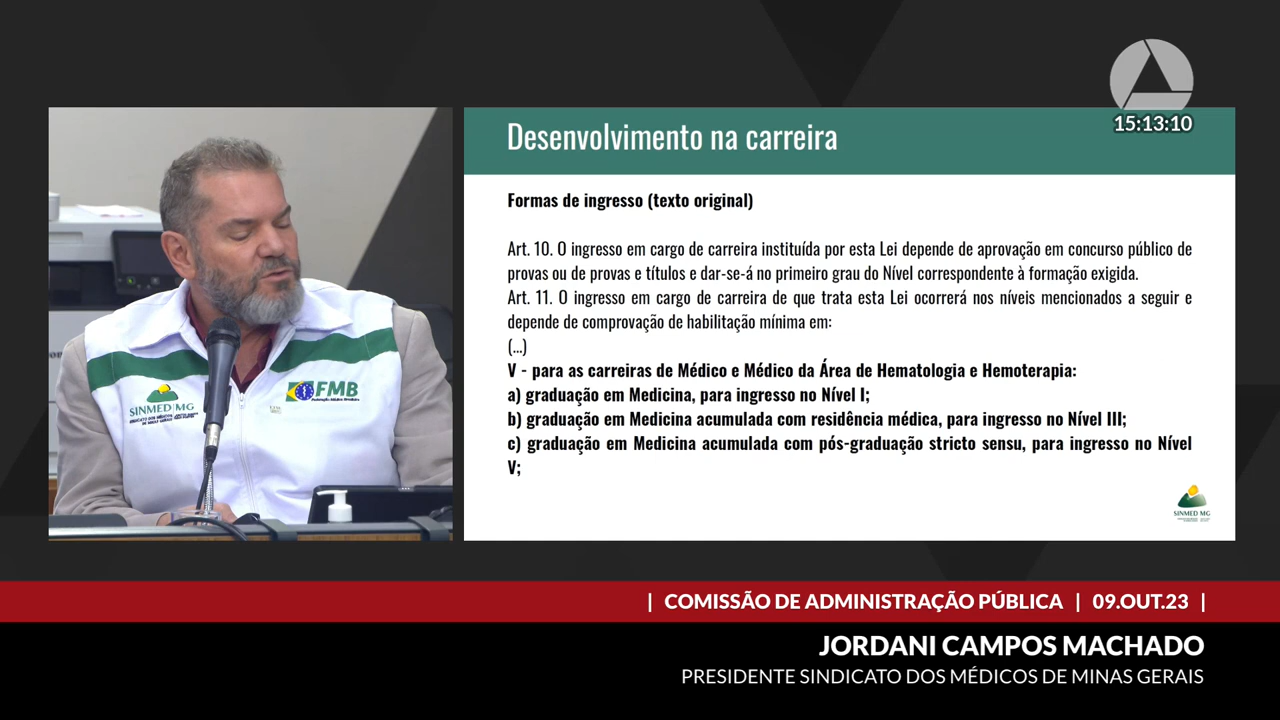 15:13:10
Desenvolvimento na carreira
Formas de ingresso (texto original)
Art. 10. O ingresso em cargo de carreira instituída por esta Lei depende de aprovação em concurso público de
provas ou de provas e títulos e dar-se-á no primeiro grau do Nível correspondente à formação exigida.
Art. 11. O ingresso em cargo de carreira de que trata esta Lei ocorrerá nos níveis mencionados a seguir e
depende de comprovação de habilitação mínima em:
(...)
V - para as carreiras de Médico e Médico da Área de Hematologia e Hemoterapia:
a) graduação em Medicina, para ingresso no Nível I;
b) graduação em Medicina acumulada com residência médica, para ingresso no Nível III;
c) graduação em Medicina acumulada com pós-graduação stricto sensu, para ingresso no Nível
V;
SINMED MG
SINMED MG
FMB
| COMISSÃO DE ADMINISTRAÇÃO PÚBLICA | 09.OUT.23 |
JORDANI CAMPOS MACHADO
PRESIDENTE SINDICATO DOS MÉDICOS DE MINAS GERAIS